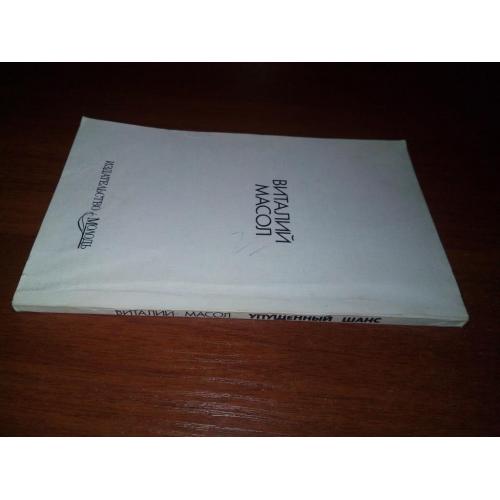 ВИТАЛИЙ
МАСОЛ
ИЗДАТЕЛЬСТВО «МОЛОДЬ
ВИТАЛИЙ МАСОЛ УПУЩЕННЫЙ ШАНС